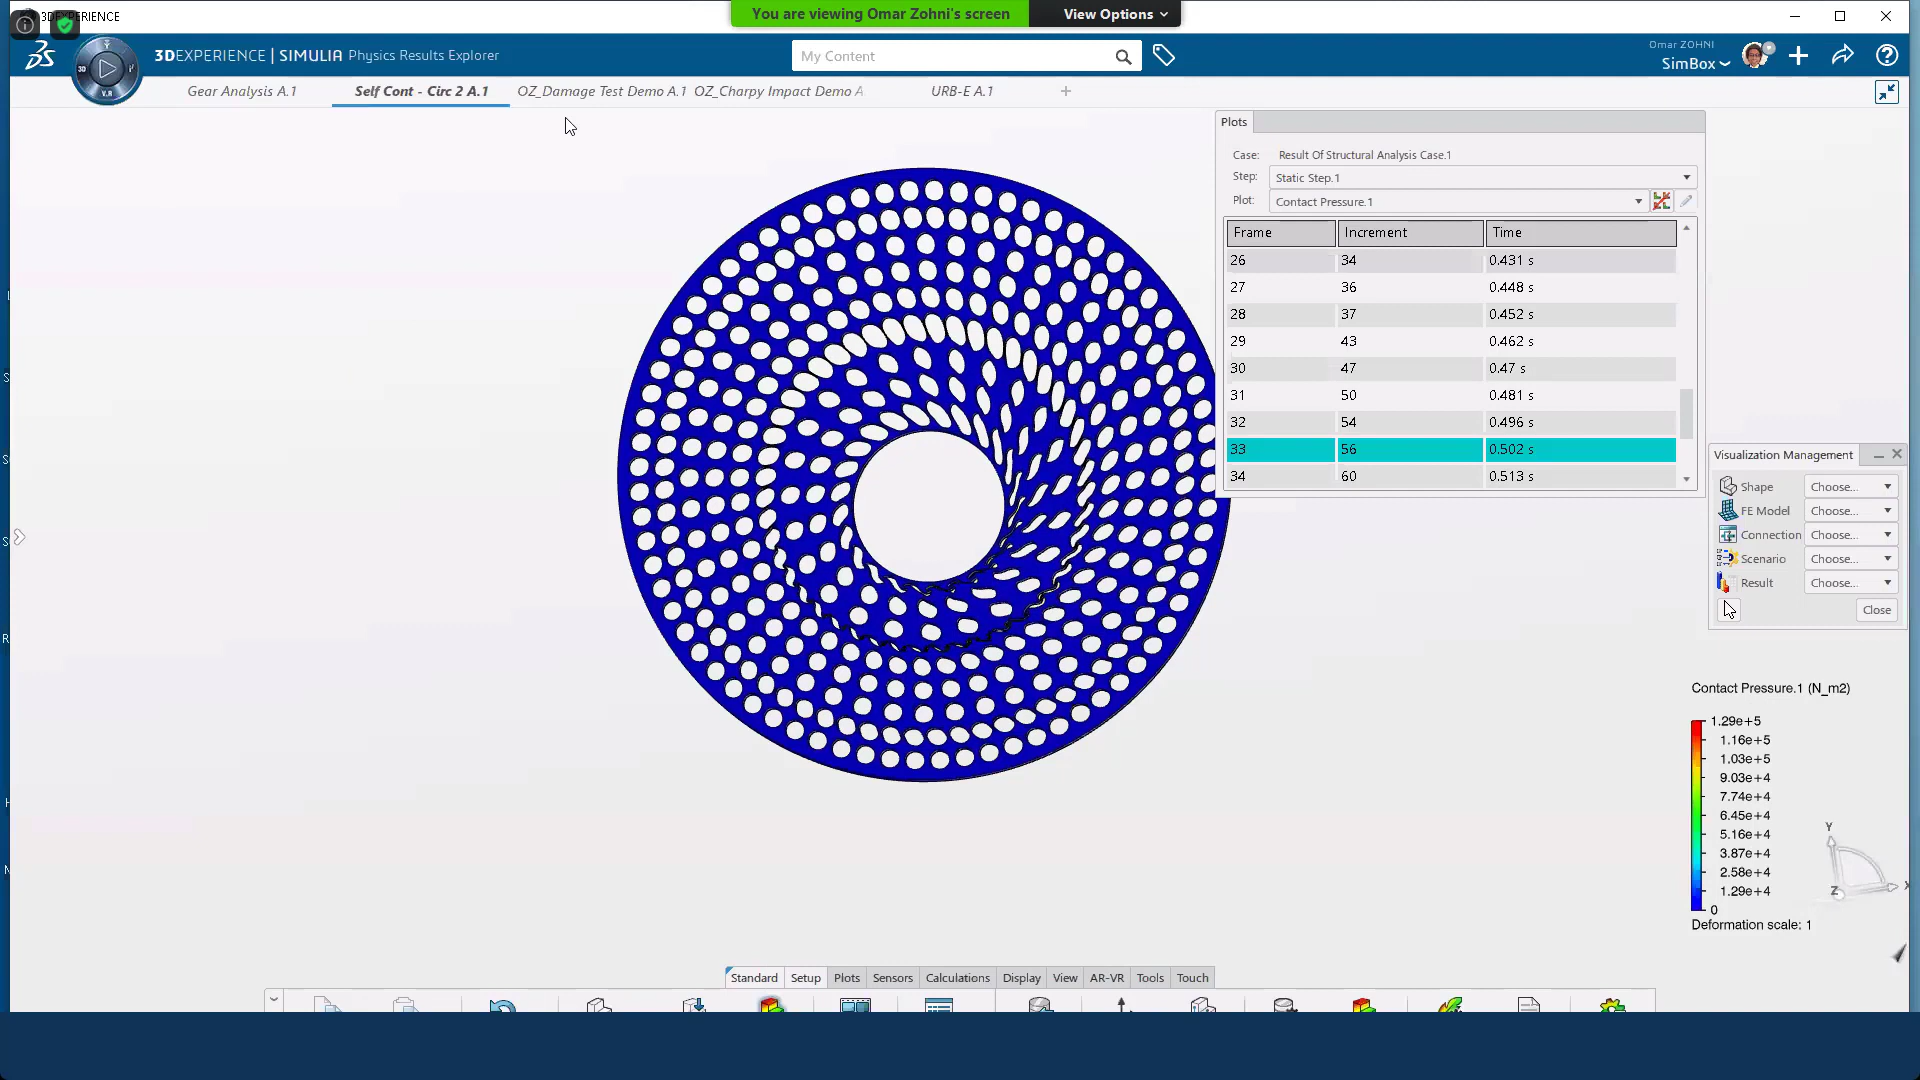 3DEXPERIENCE
You are viewing Omar Zohni's screen
View Options
3DEXPERIENCE | SIMULIA Physics Results Explorer
My Content
Omar ZOHNI
SimBox
3D
V.R
Gear Analysis A.1
Self Cont - Circ 2 A.1
OZ_Damage Test Demo A.1
OZ_Charpy Impact Demo A
URB-E A.1
Plots
Case: Result Of Structural Analysis Case.1
Step: Static Step.1
Plot: Contact Pressure.1
Frame Increment Time
26 34 0.431 s
27 36 0.448 s
28 37 0.452 s
29 43 0.462 s
30 47 0.47 s
31 50 0.481 s
32 54 0.496 s
33 56 0.502 s
34 60 0.513 s
Visualization Management
Shape Choose...
FE Model Choose...
Connection Choose...
Scenario Choose...
Result Choose...
Close
Contact Pressure.1 (N_m2)
1.29e+5
1.16e+5
1.03e+5
9.03e+4
7.74e+4
6.45e+4
5.16e+4
3.87e+4
2.58e+4
1.29e+4
0
Deformation scale: 1
Y
Z
X
Standard Setup Plots Sensors Calculations Display View AR-VR Tools Touch